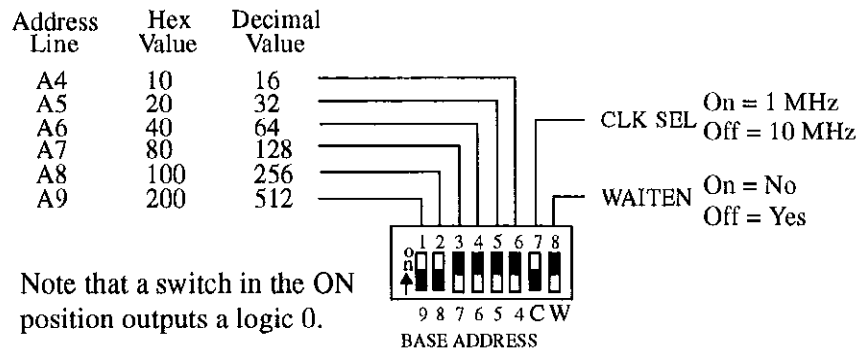 Address Hex Decimal
Line Value Value
A4 10 16
A5 20 32
A6 40 64
A7 80 128
A8 100 256
A9 200 512
CLK SEL On = 1 MHz
Off = 10 MHz
WAITEN On = No
Off = Yes
on 1 2 3 4 5 6 7 8
9 8 7 6 5 4 C W
BASE ADDRESS
Note that a switch in the ON
position outputs a logic 0.